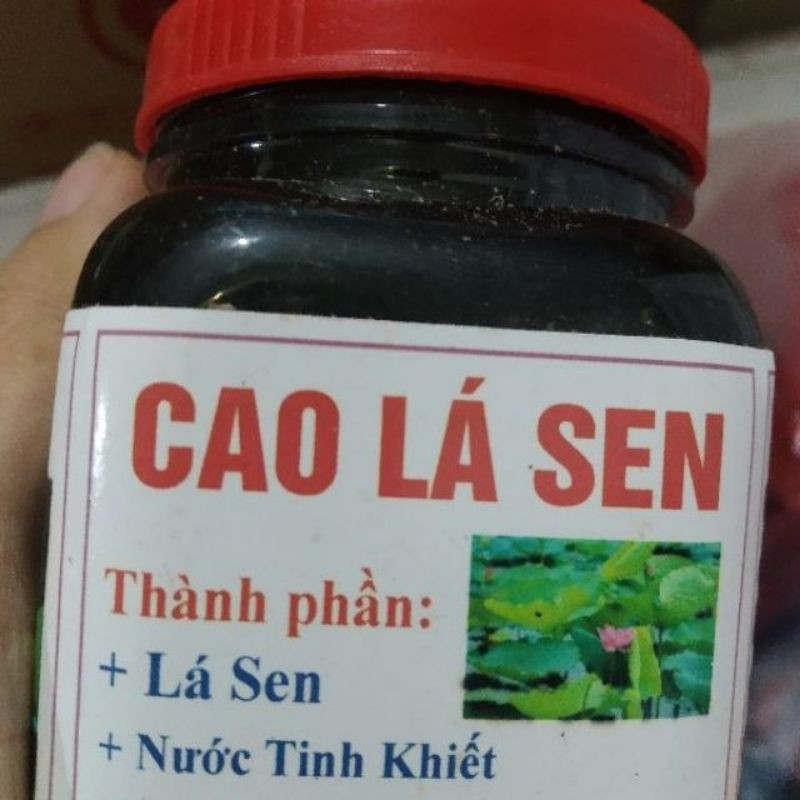 CAO LÁ SEN
Thành phần:
+ Lá Sen
+ Nước Tinh Khiết